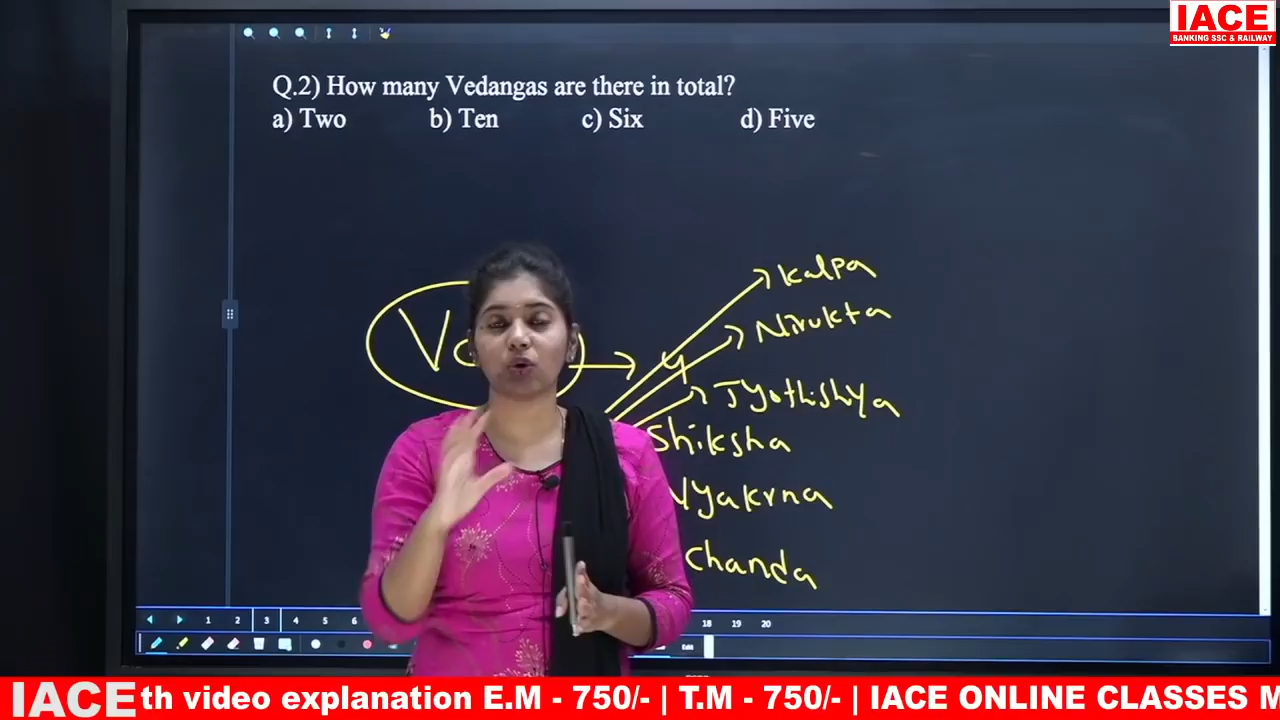 IACE
BANKING SSC & RAILWAY
Q.2) How many Vedangas are there in total?
a) Two b) Ten c) Six d) Five
Kalpa
Nirukta
4
Jyothishya
Shiksha
Vyakrna
Chanda
1 2 3 4 5 6 18 19 20
IACE th video explanation E.M - 750/- | T.M - 750/- | IACE ONLINE CLASSES M